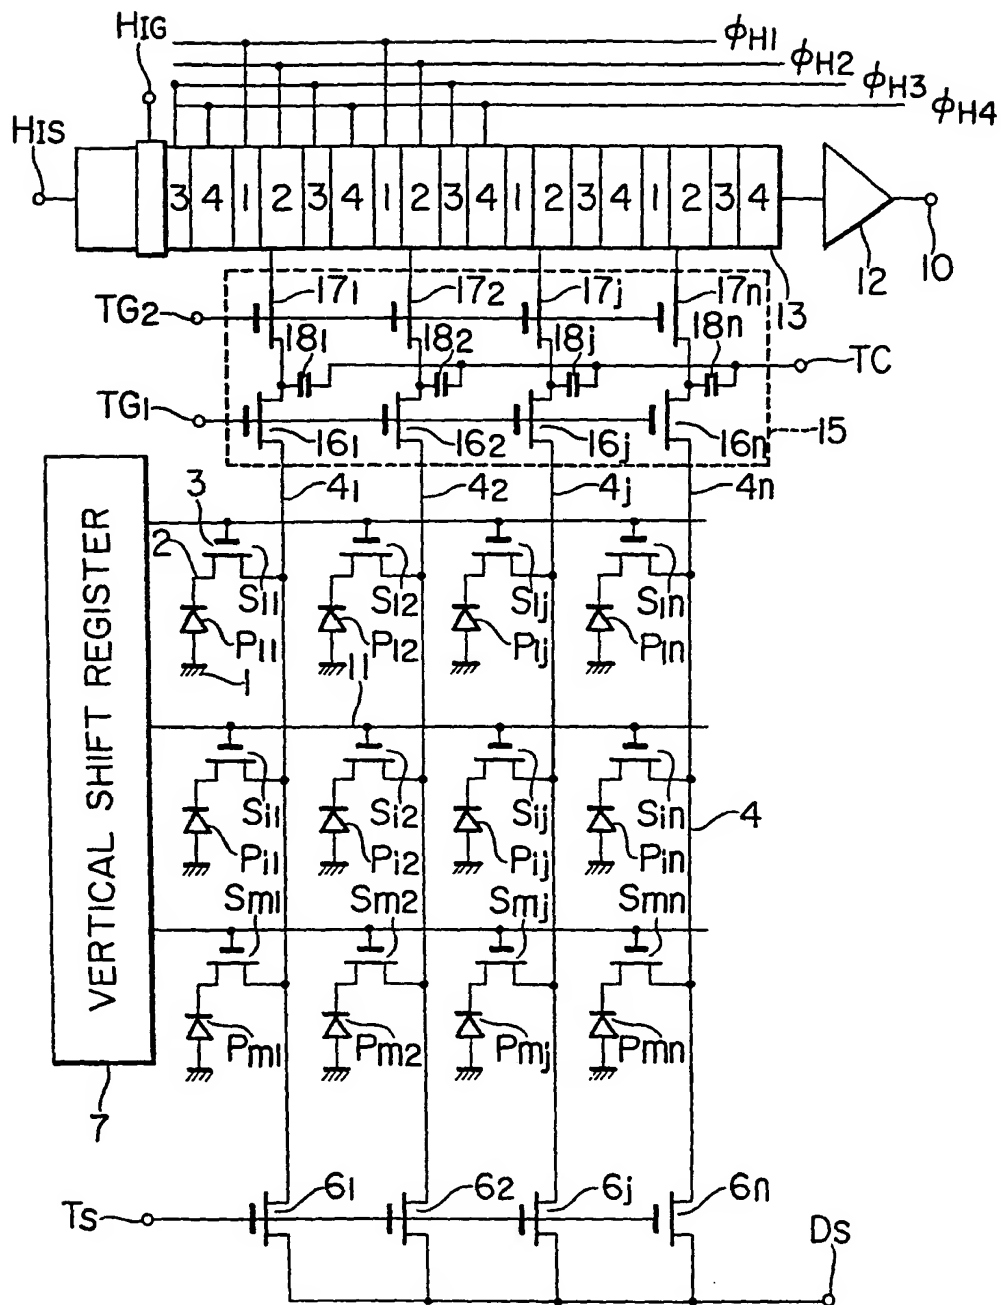 HIG
φH1
φH2
φH3
φH4
HIS
3 4 1 2 3 4 1 2 3 4 1 2 3 4 1 2 3 4
12
10
13
171 172 17j 17n
TG2
181 182 18j 18n
TC
TG1
161 162 16j 16n
15
41 42 4j 4n
3
2
S11 S12 S1j S1n
P11 P12 P1j P1n
1
11
VERTICAL SHIFT REGISTER
Si1 Si2 Sij Sin
4
Pi1 Pi2 Pij Pin
Sm1 Sm2 Smj Smn
Pm1 Pm2 Pmj Pmn
7
61 62 6j 6n
TS
DS